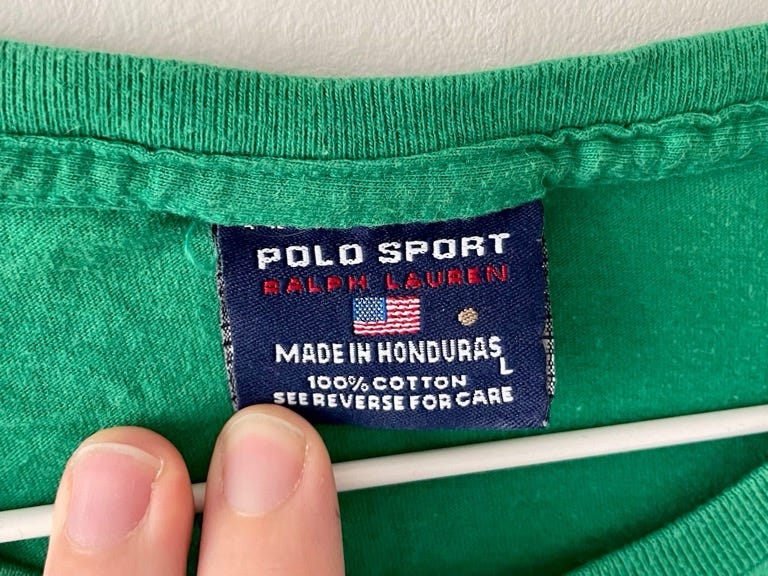 POLO SPORT
RALPH LAUREN
MADE IN HONDURAS
L
100% COTTON
SEE REVERSE FOR CARE